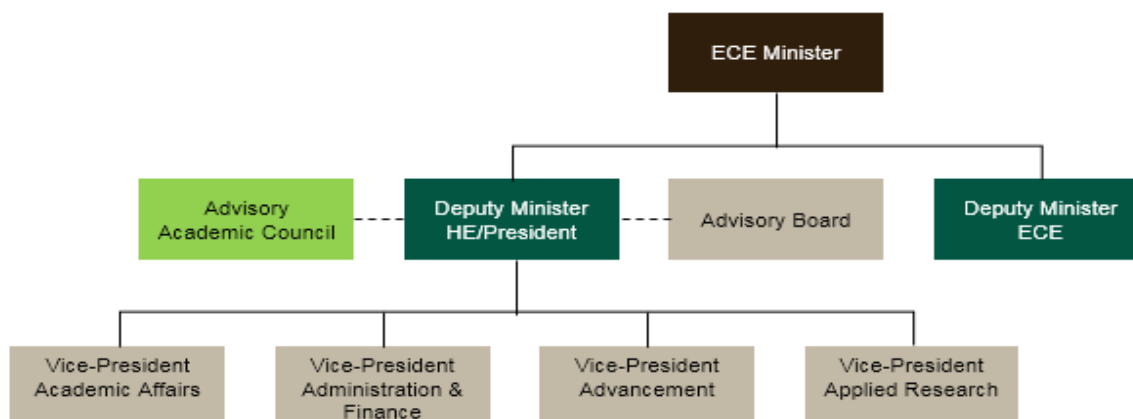 ECE Minister
Advisory
Academic Council
Deputy Minister
HE/President
Advisory Board
Deputy Minister
ECE
Vice-President
Academic Affairs
Vice-President
Administration &
Finance
Vice-President
Advancement
Vice-President
Applied Research